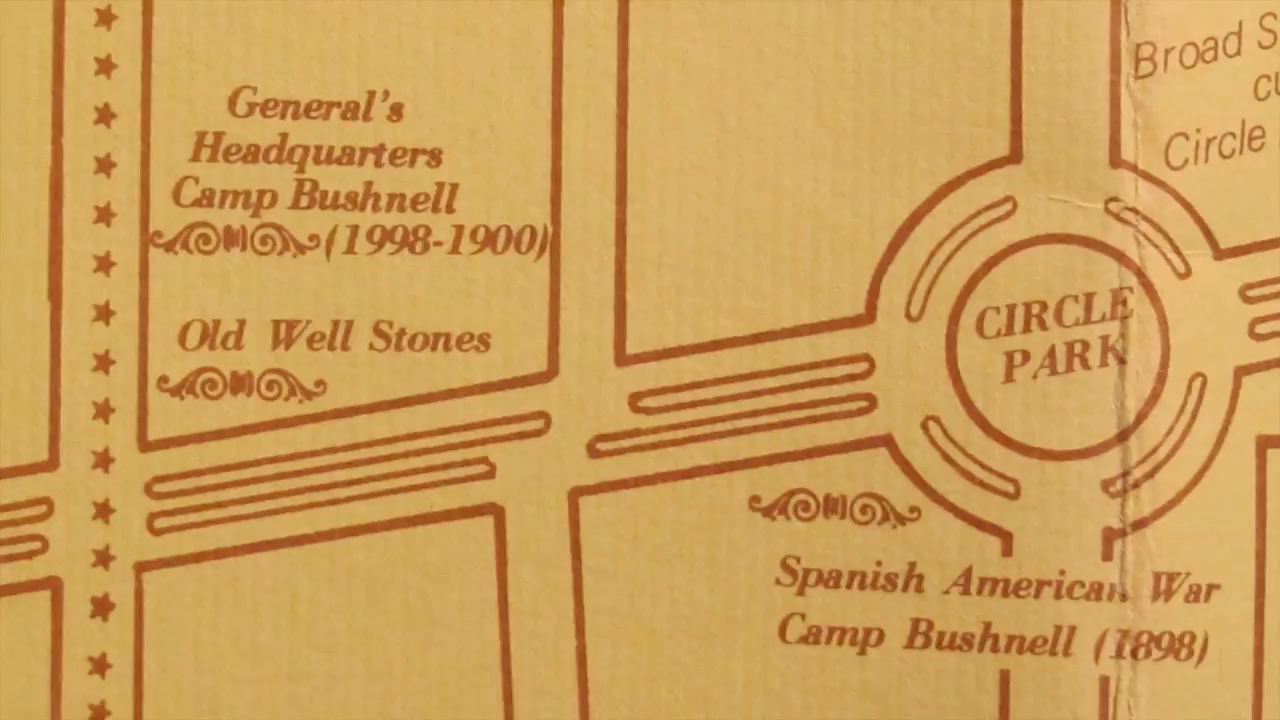 General's
Headquarters
Camp Bushnell
(1998-1900)
Old Well Stones
Broad
Circle
CIRCLE
PARK
Spanish American War
Camp Bushnell (1898)